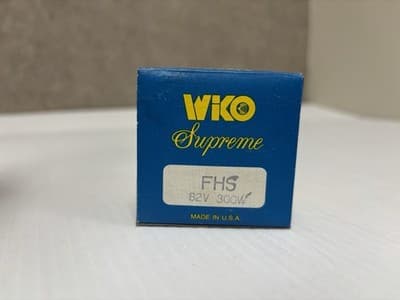 WIKO
Supreme
FHS
82V 300W
MADE IN U.S.A.